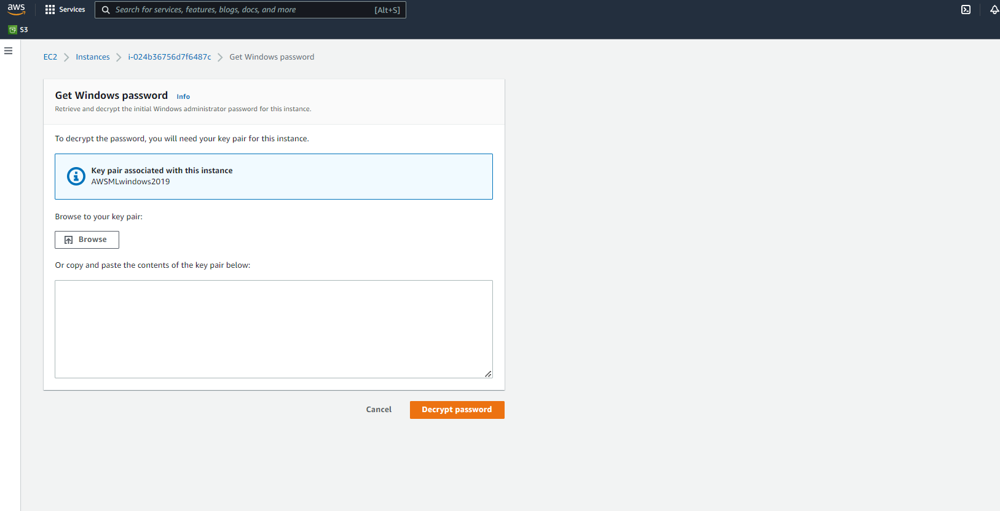 aws Services Search for services, features, blogs, docs, and more [Alt+S]
S3
EC2 Instances i-024b36756d7f6487c Get Windows password
Get Windows password Info
Retrieve and decrypt the initial Windows administrator password for this instance.
To decrypt the password, you will need your key pair for this instance.
Key pair associated with this instance
AWSMLwindows2019
Browse to your key pair:
Browse
Or copy and paste the contents of the key pair below:
Cancel Decrypt password